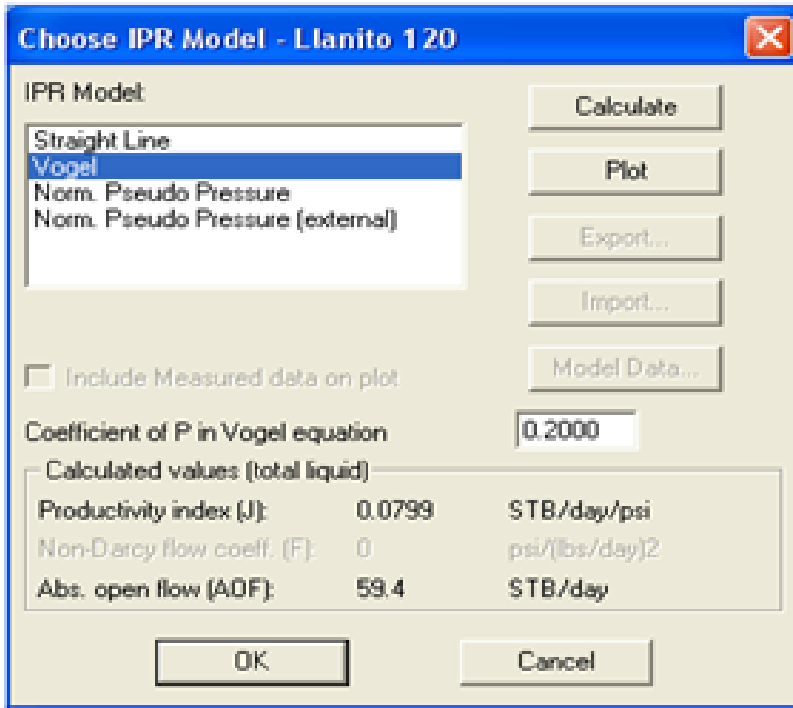 Choose IPR Model - Llanito 120
IPR Model:
Straight Line
Vogel
Norm. Pseudo Pressure
Norm. Pseudo Pressure (external)
Calculate
Plot
Export...
Import...
Model Data...
Include Measured data on plot
Coefficient of P in Vogel equation 0.2000
Calculated values (total liquid)
Productivity index (J): 0.0799 STB/day/psi
Non-Darcy flow coeff. (F): 0 psi/(lbs/day)2
Abs. open flow (AOF): 59.4 STB/day
OK Cancel